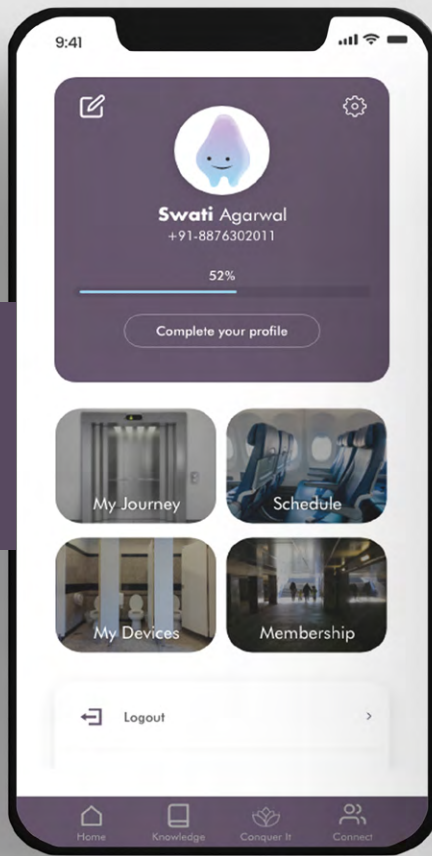 9:41
Swati Agarwal
+91-8876302011
52%
Complete your profile
My Journey
Schedule
My Devices
Membership
Logout
Home
Knowledge
Conquer It
Connect